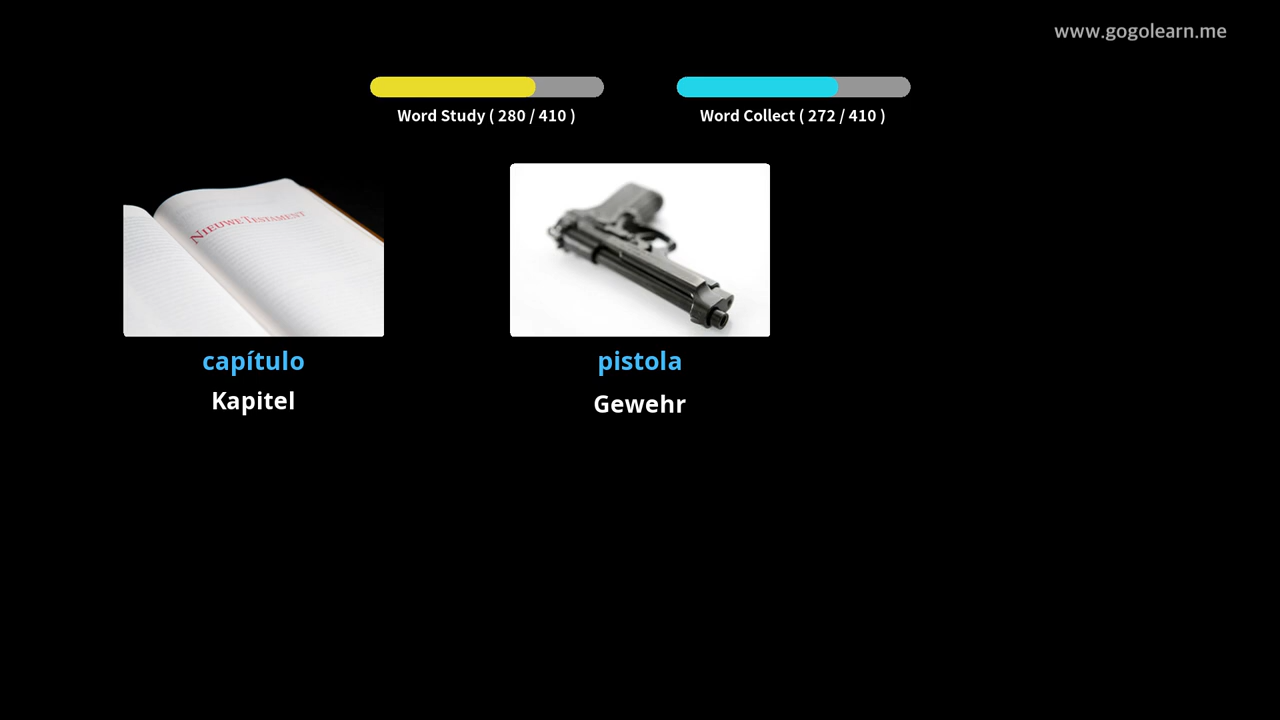 www.gogolearn.me
Word Study ( 280 / 410 )
Word Collect ( 272 / 410 )
NIEUWE TESTAMENT
capítulo
pistola
Kapitel
Gewehr